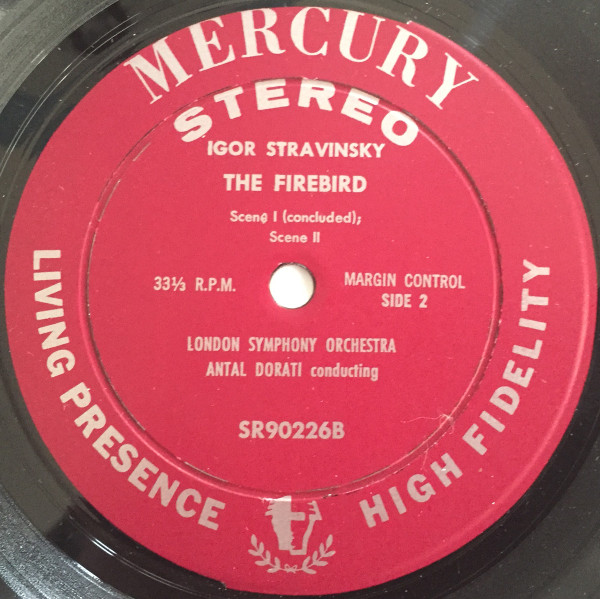 MERCURY
STEREO
IGOR STRAVINSKY
THE FIREBIRD
Scene I (concluded);
Scene II
33⅓ R.P.M.
MARGIN CONTROL
SIDE 2
LONDON SYMPHONY ORCHESTRA
ANTAL DORATI conducting
SR90226B
LIVING PRESENCE
HIGH FIDELITY